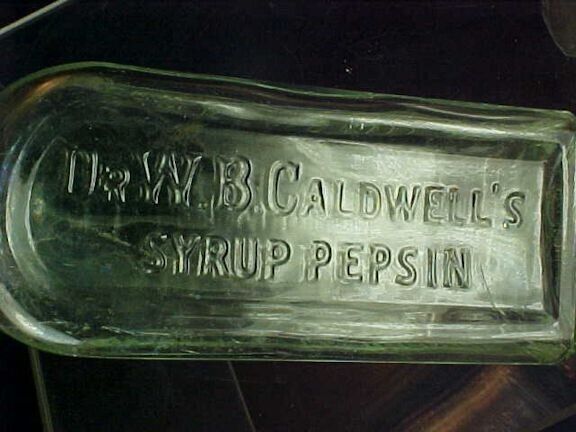 DR W.B. CALDWELL'S
SYRUP PEPSIN